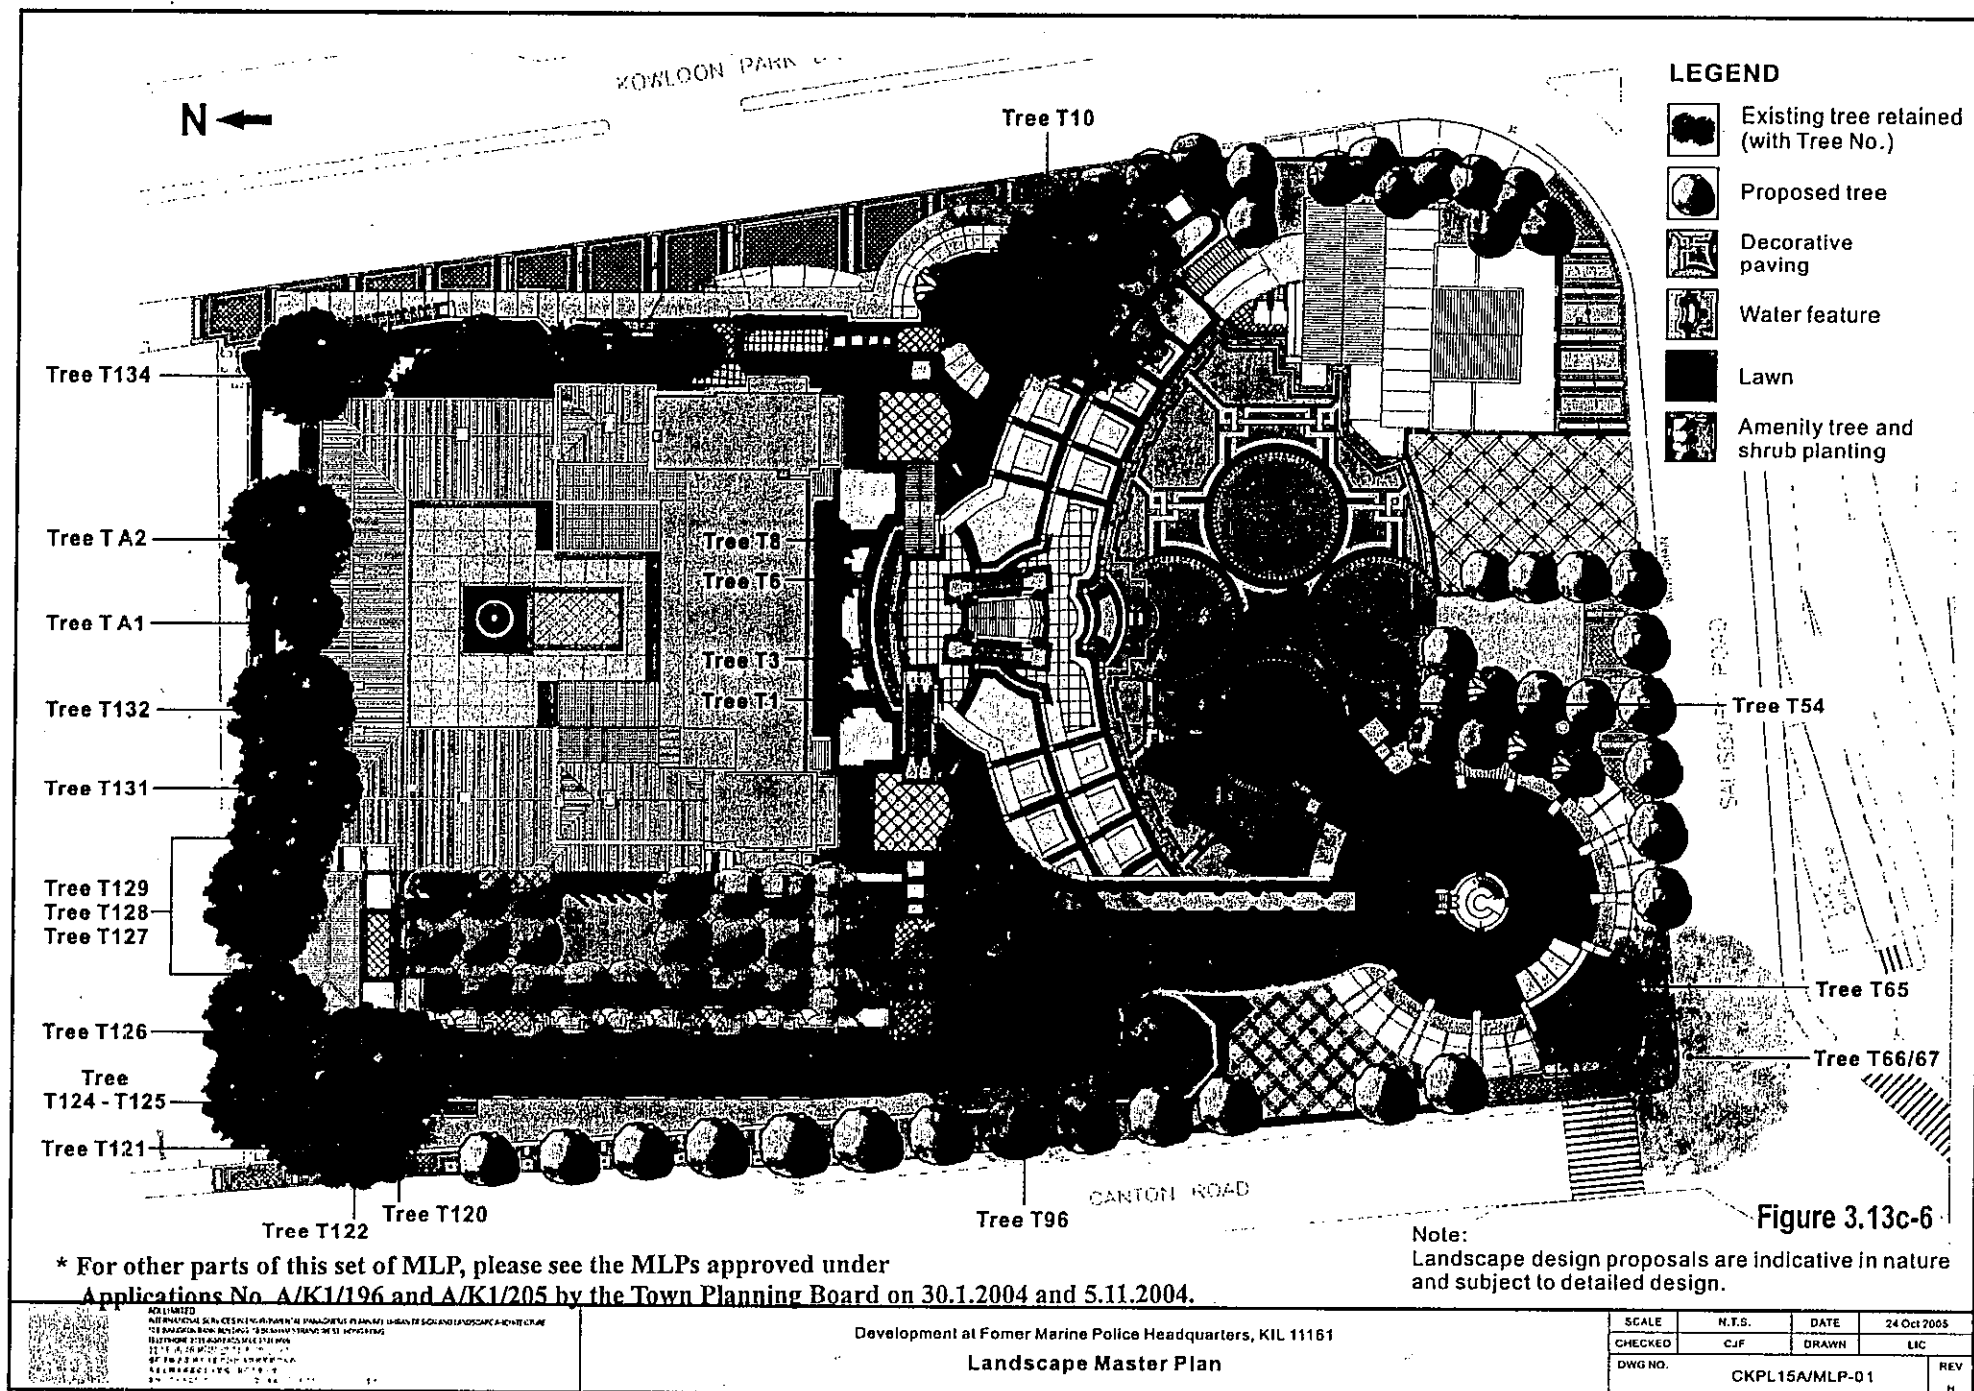 KOWLOON PARK
N
Tree T10
LEGEND
Existing tree retained
(with Tree No.)
Proposed tree
Decorative
paving
Water feature
Lawn
Amenity tree and
shrub planting
Tree T134
Tree T A2
Tree T A1
Tree T132
Tree T131
Tree T129
Tree T128
Tree T127
Tree T126
Tree
T124 - T125
Tree T121
Tree T122
Tree T120
Tree T8
Tree T6
Tree T3
Tree T1
Tree T54
SALISBURY ROAD
Tree T65
Tree T66/67
Tree T96
CANTON ROAD
Figure 3.13c-6
Note:
Landscape design proposals are indicative in nature
and subject to detailed design.
* For other parts of this set of MLP, please see the MLPs approved under
Applications No. A/K1/196 and A/K1/205 by the Town Planning Board on 30.1.2004 and 5.11.2004.
Development at Fomer Marine Police Headquarters, KIL 11161
Landscape Master Plan
SCALE N.T.S. DATE 24 Oct 2005
CHECKED CJF DRAWN LIC
DWG NO. CKPL15A/MLP-01 REV
H